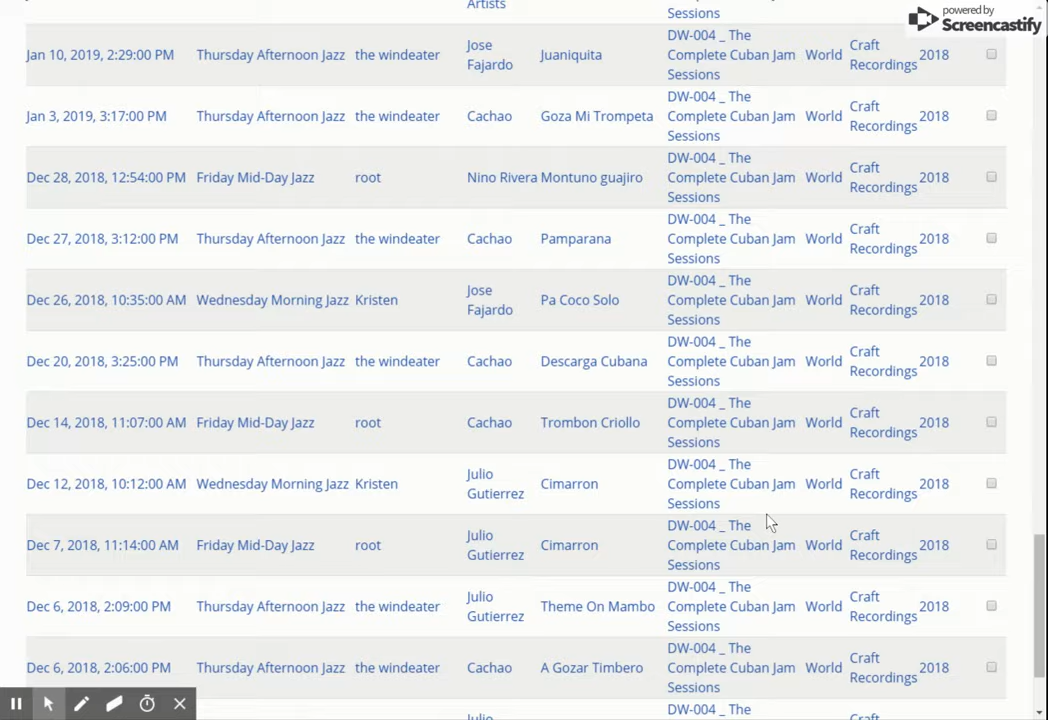 Artists Sessions
powered by
Screencastify
Jan 10, 2019, 2:29:00 PM Thursday Afternoon Jazz the windeater Jose Fajardo Juaniquita DW-004 _ The Complete Cuban Jam Sessions World Craft Recordings 2018
Jan 3, 2019, 3:17:00 PM Thursday Afternoon Jazz the windeater Cachao Goza Mi Trompeta DW-004 _ The Complete Cuban Jam Sessions World Craft Recordings 2018
Dec 28, 2018, 12:54:00 PM Friday Mid-Day Jazz root Nino Rivera Montuno guajiro DW-004 _ The Complete Cuban Jam Sessions World Craft Recordings 2018
Dec 27, 2018, 3:12:00 PM Thursday Afternoon Jazz the windeater Cachao Pamparana DW-004 _ The Complete Cuban Jam Sessions World Craft Recordings 2018
Dec 26, 2018, 10:35:00 AM Wednesday Morning Jazz Kristen Jose Fajardo Pa Coco Solo DW-004 _ The Complete Cuban Jam Sessions World Craft Recordings 2018
Dec 20, 2018, 3:25:00 PM Thursday Afternoon Jazz the windeater Cachao Descarga Cubana DW-004 _ The Complete Cuban Jam Sessions World Craft Recordings 2018
Dec 14, 2018, 11:07:00 AM Friday Mid-Day Jazz root Cachao Trombon Criollo DW-004 _ The Complete Cuban Jam Sessions World Craft Recordings 2018
Dec 12, 2018, 10:12:00 AM Wednesday Morning Jazz Kristen Julio Gutierrez Cimarron DW-004 _ The Complete Cuban Jam Sessions World Craft Recordings 2018
Dec 7, 2018, 11:14:00 AM Friday Mid-Day Jazz root Julio Gutierrez Cimarron DW-004 _ The Complete Cuban Jam Sessions World Craft Recordings 2018
Dec 6, 2018, 2:09:00 PM Thursday Afternoon Jazz the windeater Julio Gutierrez Theme On Mambo DW-004 _ The Complete Cuban Jam Sessions World Craft Recordings 2018
Dec 6, 2018, 2:06:00 PM Thursday Afternoon Jazz the windeater Cachao A Gozar Timbero DW-004 _ The Complete Cuban Jam Sessions World Craft Recordings 2018
Julio DW-004 _ The Craft